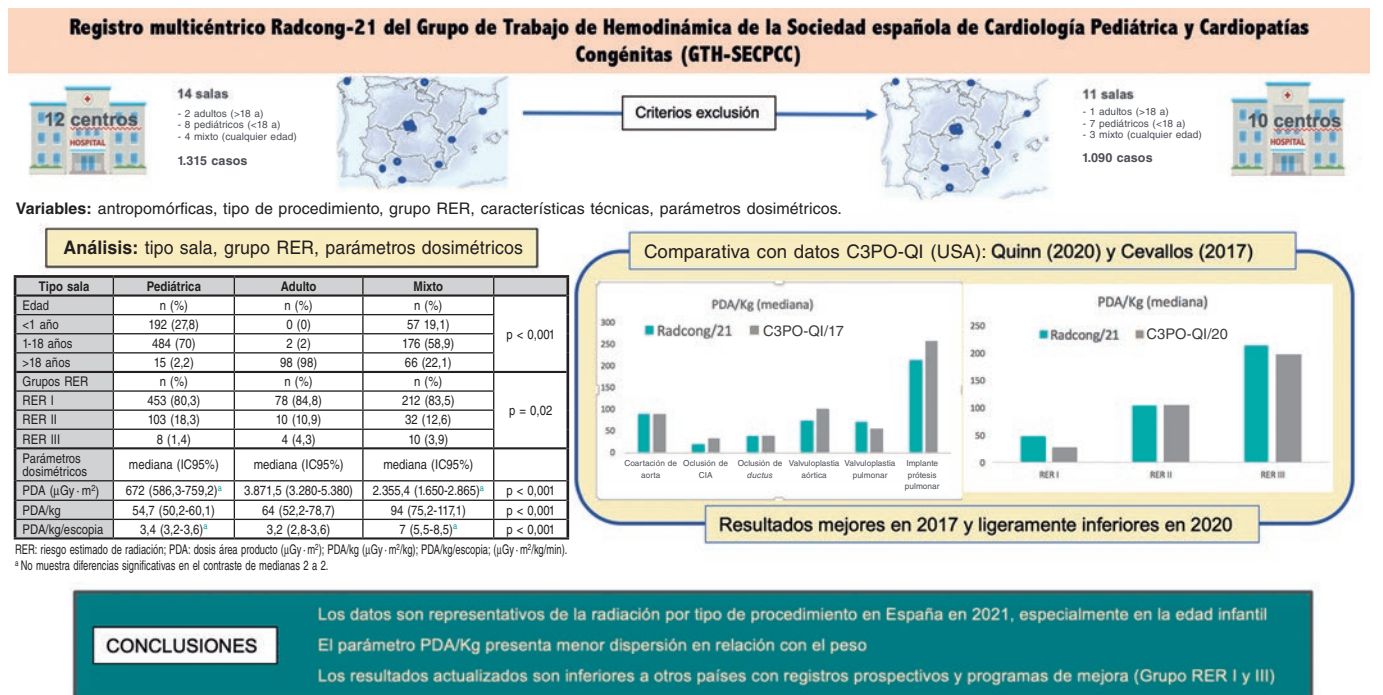 Registro multicéntrico Radcong-21 del Grupo de Trabajo de Hemodinámica de la Sociedad española de Cardiología Pediátrica y Cardiopatías
Congénitas (GTH-SECPCC)
12 centros
HOSPITAL
14 salas
- 2 adultos (>18 a)
- 8 pediátricos (<18 a)
- 4 mixto (cualquier edad)
1.315 casos
Criterios exclusión
11 salas
- 1 adultos (>18 a)
- 7 pediátricos (<18 a)
- 3 mixto (cualquier edad)
1.090 casos
10 centros
HOSPITAL
Variables: antropomórficas, tipo de procedimiento, grupo RER, características técnicas, parámetros dosimétricos.
Análisis: tipo sala, grupo RER, parámetros dosimétricos
Tipo sala Pediátrica Adulto Mixto
Edad n (%) n (%) n (%)
<1 año 192 (27,8) 0 (0) 57 19,1)
1-18 años 484 (70) 2 (2) 176 (58,9)
>18 años 15 (2,2) 98 (98) 66 (22,1)
p < 0,001
Grupos RER n (%) n (%) n (%)
RER I 453 (80,3) 78 (84,8) 212 (83,5)
RER II 103 (18,3) 10 (10,9) 32 (12,6)
RER III 8 (1,4) 4 (4,3) 10 (3,9)
p = 0,02
Parámetros
dosimétricos mediana (IC95%) mediana (IC95%) mediana (IC95%)
PDA (µGy·m²) 672 (586,3-759,2)ª 3.871,5 (3.280-5.380) 2.355,4 (1.650-2.865)ª p < 0,001
PDA/kg 54,7 (50,2-60,1) 64 (52,2-78,7) 94 (75,2-117,1) p < 0,001
PDA/kg/escopia 3,4 (3,2-3,6)ª 3,2 (2,8-3,6) 7 (5,5-8,5)ª p < 0,001
RER: riesgo estimado de radiación; PDA: dosis área producto (µGy·m²); PDA/kg (µGy·m²/kg); PDA/kg/escopia; (µGy·m²/kg/min).
ª No muestra diferencias significativas en el contraste de medianas 2 a 2.
Comparativa con datos C3PO-QI (USA): Quinn (2020) y Cevallos (2017)
PDA/Kg (mediana)
Radcong/21 C3PO-QI/17
300
250
200
150
100
50
0
Coartación de aorta
Oclusión de CIA
Oclusión de ductus
Valvuloplastia aórtica
Valvuloplastia pulmonar
Implante prótesis pulmonar
PDA/Kg (mediana)
Radcong/21 C3PO-QI/20
250
200
150
100
50
0
RER I RER II RER III
Resultados mejores en 2017 y ligeramente inferiores en 2020
CONCLUSIONES
Los datos son representativos de la radiación por tipo de procedimiento en España en 2021, especialmente en la edad infantil
El parámetro PDA/Kg presenta menor dispersión en relación con el peso
Los resultados actualizados son inferiores a otros países con registros prospectivos y programas de mejora (Grupo RER I y III)